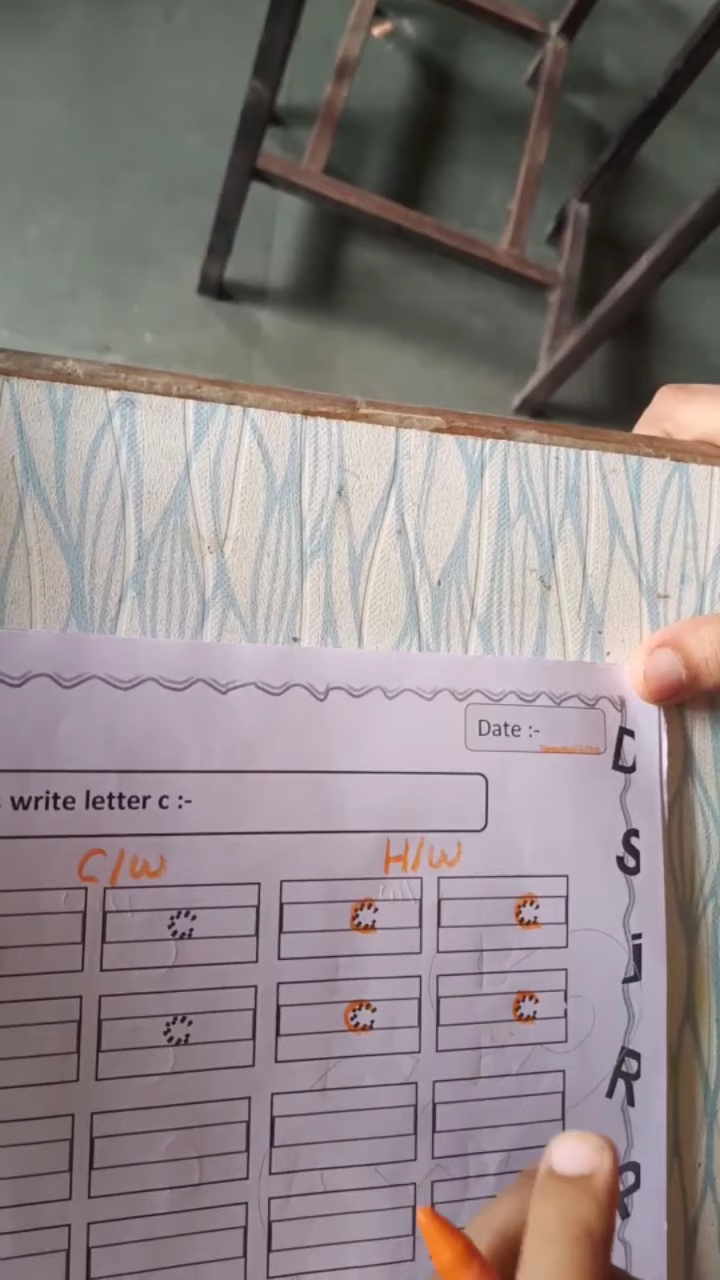 Date :-
write letter c :-
C/W H/W
c c c
c c c
D
S
R
R